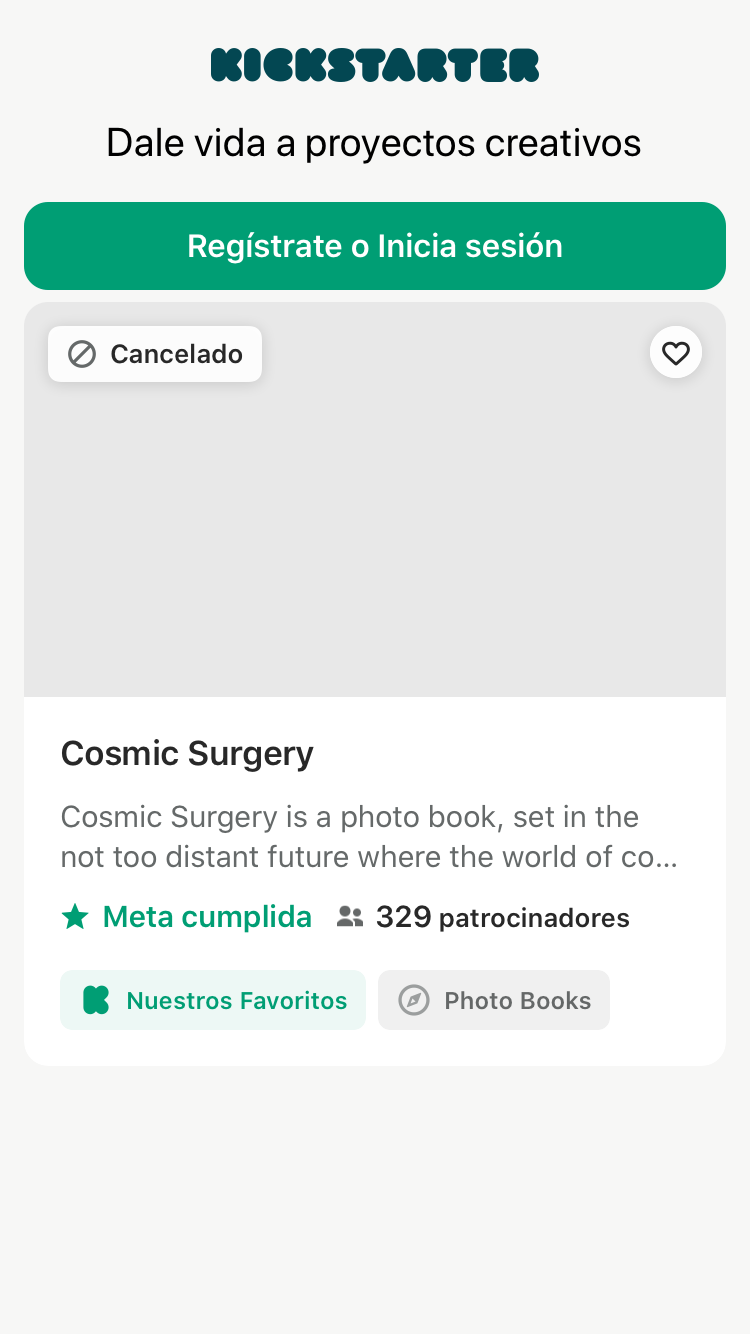 KICKSTARTER
Dale vida a proyectos creativos
Regístrate o Inicia sesión
Cancelado
Cosmic Surgery
Cosmic Surgery is a photo book, set in the
not too distant future where the world of co...
Meta cumplida 329 patrocinadores
Nuestros Favoritos Photo Books